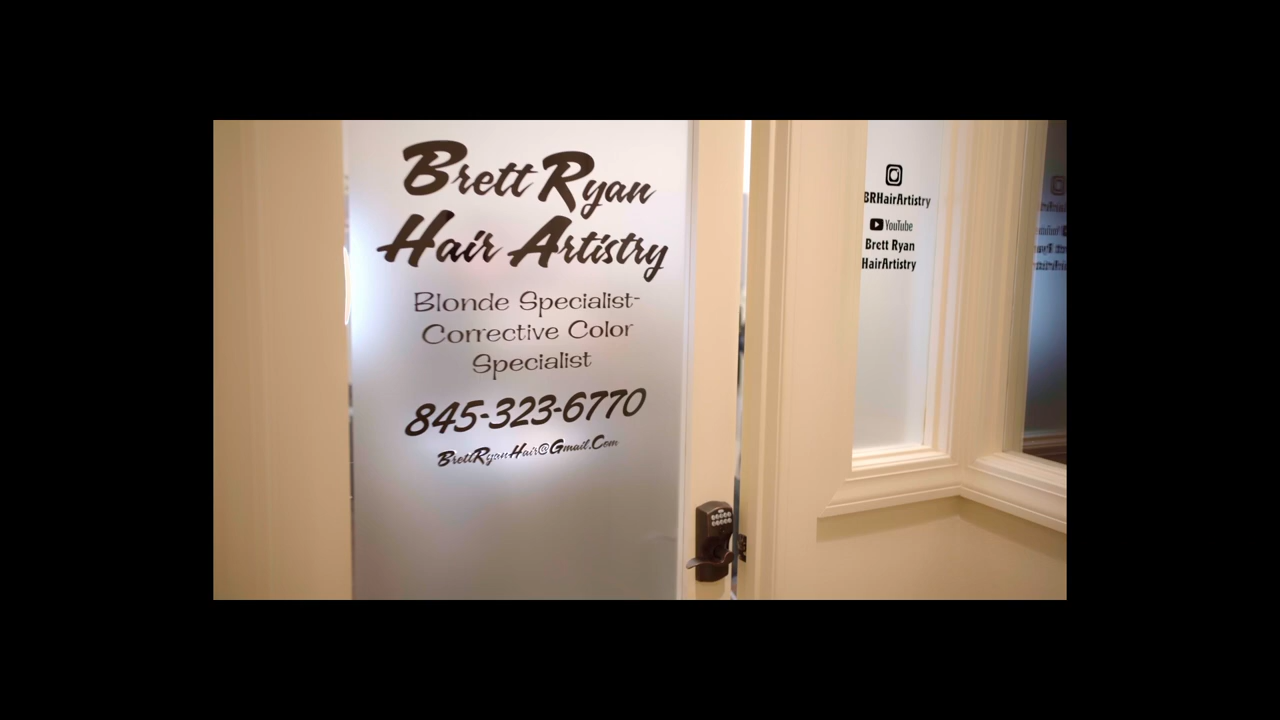 Brett Ryan
Hair Artistry
Blonde Specialist-
Corrective Color
Specialist
845-323-6770
BrettRyanHair@Gmail.Com
BRHairArtistry
YouTube
Brett Ryan
HairArtistry